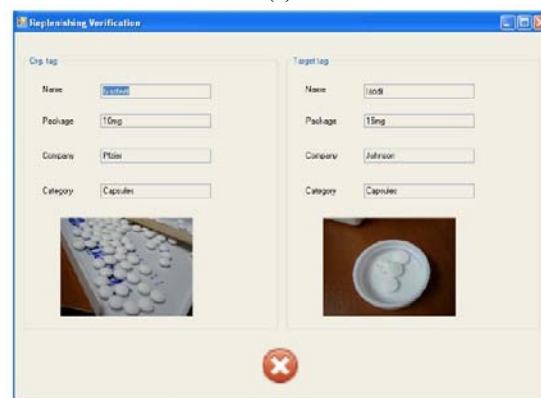 Replenishing Verification
Org. tag
Target tag
Name
Name
Package 10mg
Package 15mg
Company
Company Johnson
Category Capsules
Category Capsules